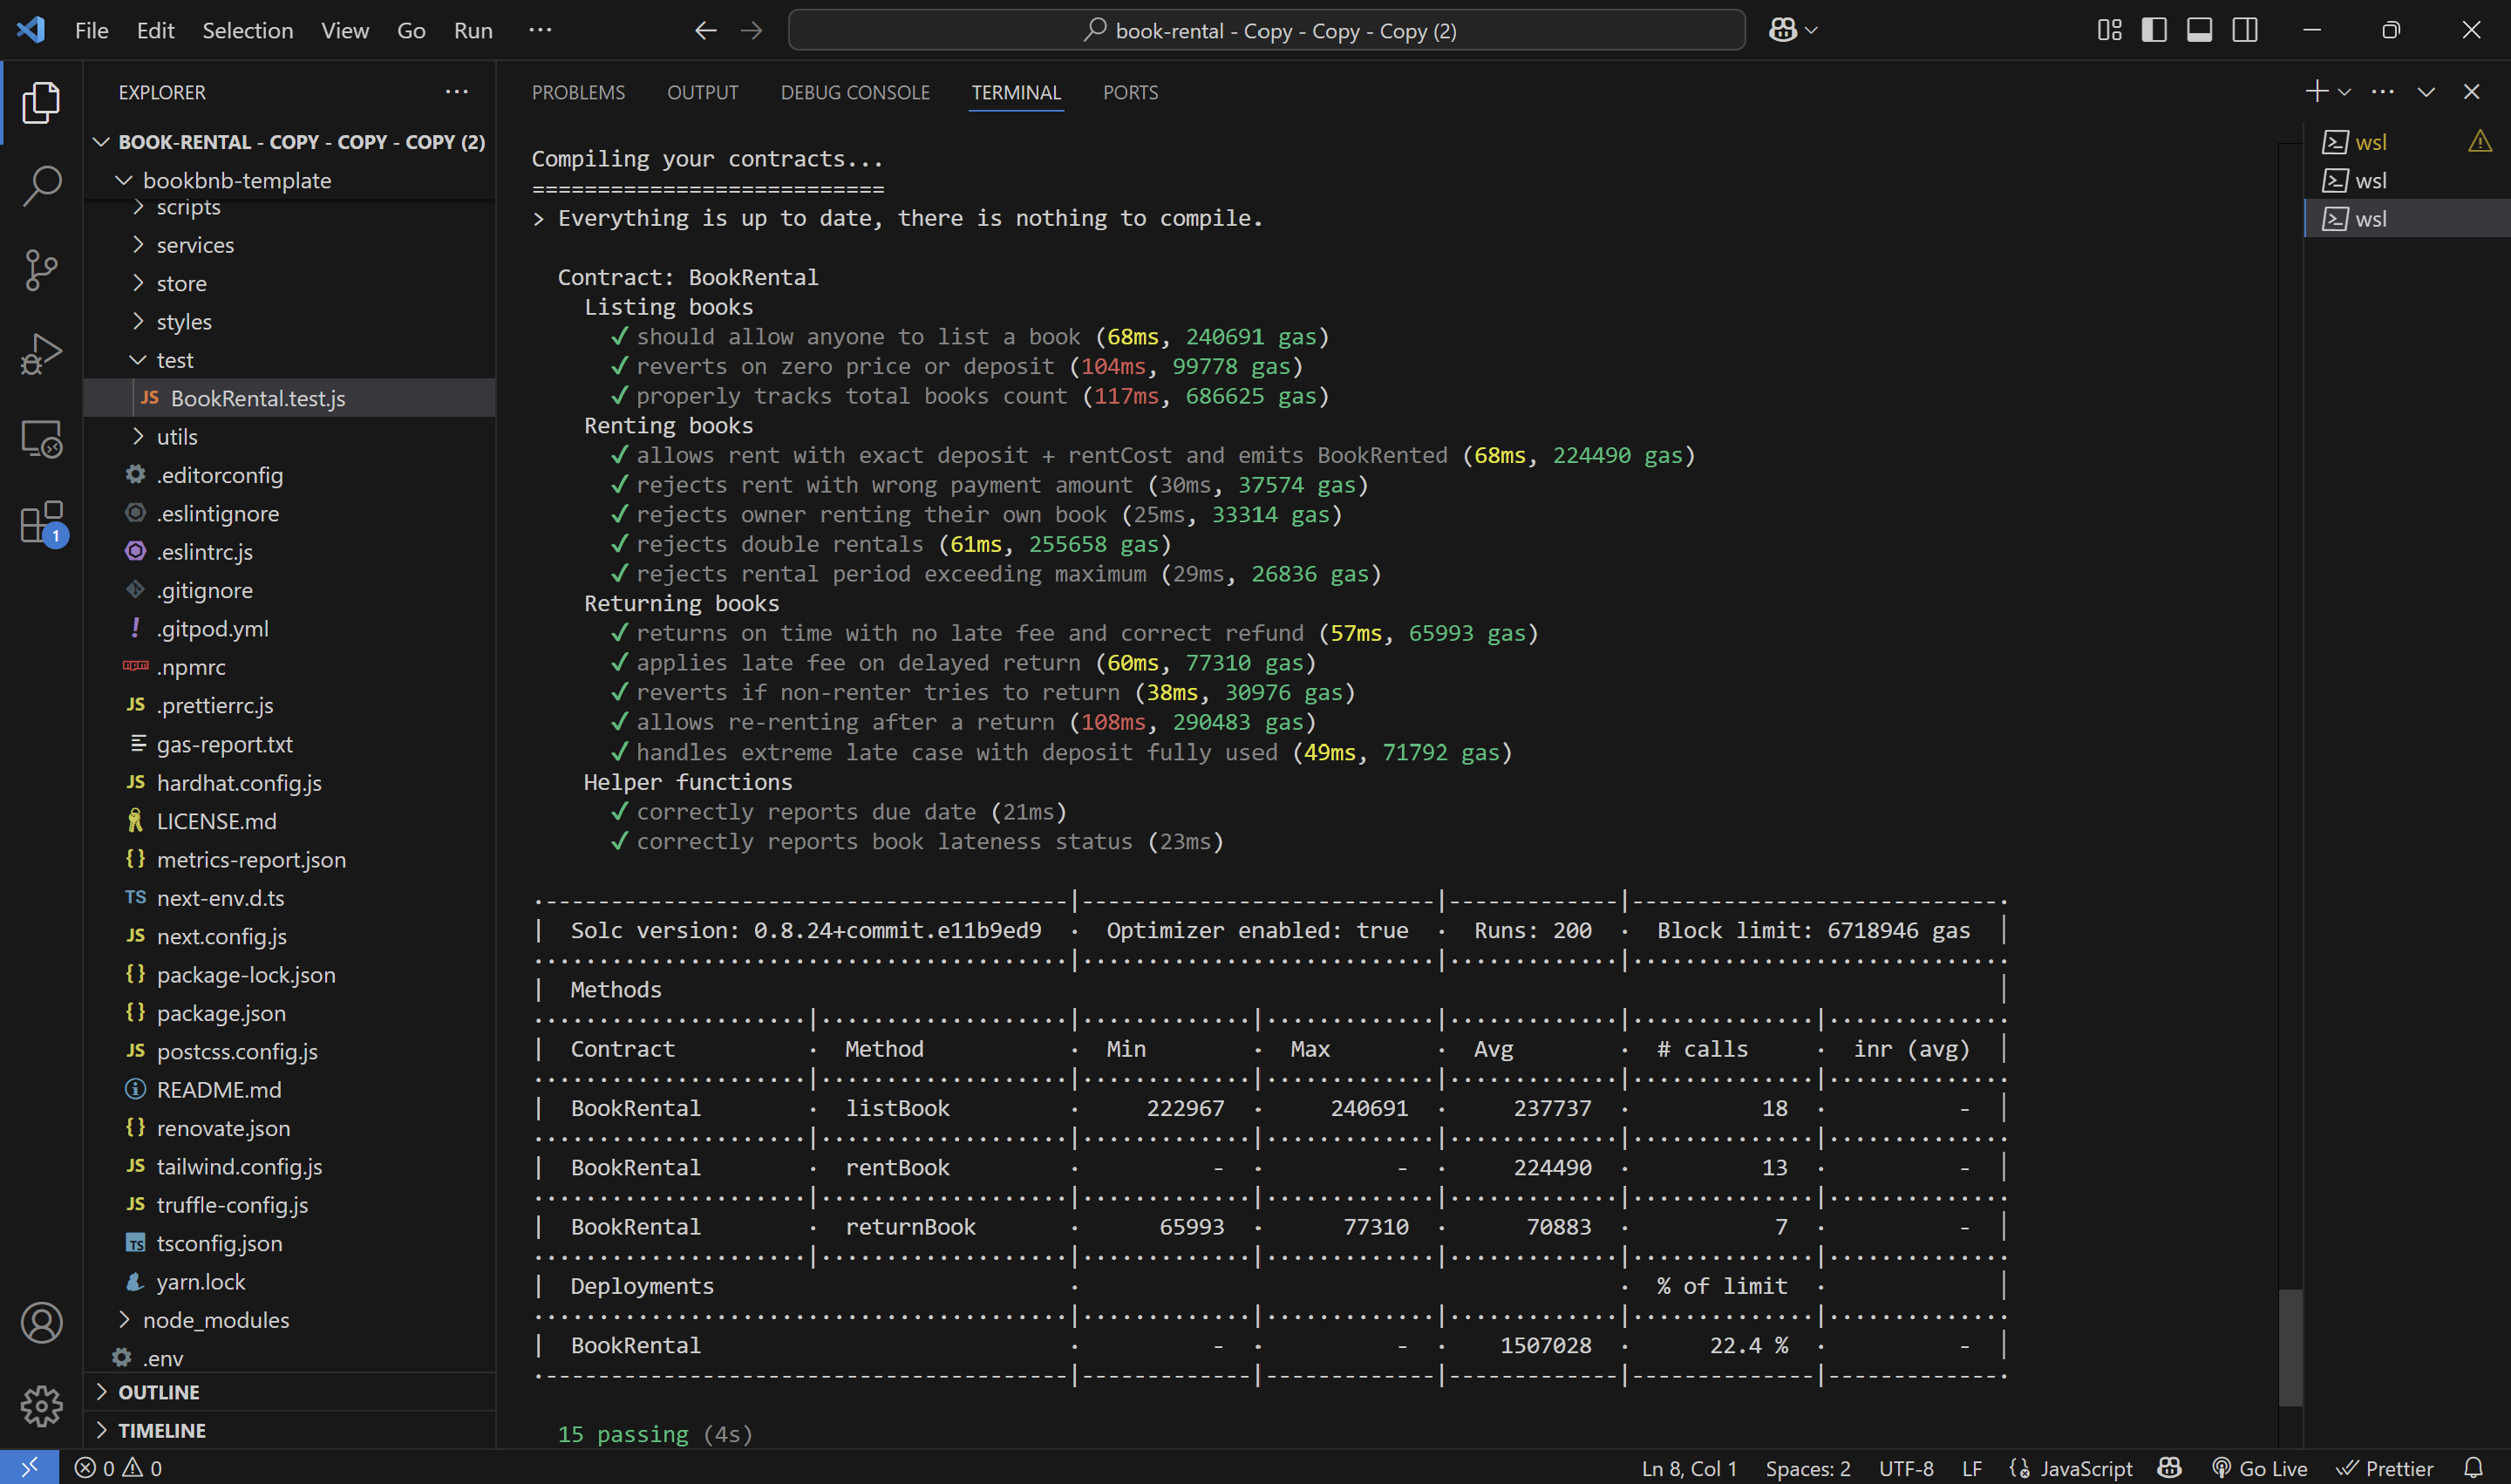 File Edit Selection View Go Run ···
book-rental - Copy - Copy - Copy (2)
EXPLORER
BOOK-RENTAL - COPY - COPY - COPY (2)
bookbnb-template
scripts
services
store
styles
test
JS BookRental.test.js
utils
.editorconfig
.eslintignore
.eslintrc.js
.gitignore
! .gitpod.yml
npm .npmrc
JS .prettierrc.js
gas-report.txt
JS hardhat.config.js
LICENSE.md
{} metrics-report.json
TS next-env.d.ts
JS next.config.js
{} package-lock.json
{} package.json
JS postcss.config.js
README.md
{} renovate.json
JS tailwind.config.js
JS truffle-config.js
TS tsconfig.json
yarn.lock
node_modules
.env
OUTLINE
TIMELINE
1
PROBLEMS OUTPUT DEBUG CONSOLE TERMINAL PORTS
Compiling your contracts...
===========================
> Everything is up to date, there is nothing to compile.
Contract: BookRental
Listing books
✓ should allow anyone to list a book (68ms, 240691 gas)
✓ reverts on zero price or deposit (104ms, 99778 gas)
✓ properly tracks total books count (117ms, 686625 gas)
Renting books
✓ allows rent with exact deposit + rentCost and emits BookRented (68ms, 224490 gas)
✓ rejects rent with wrong payment amount (30ms, 37574 gas)
✓ rejects owner renting their own book (25ms, 33314 gas)
✓ rejects double rentals (61ms, 255658 gas)
✓ rejects rental period exceeding maximum (29ms, 26836 gas)
Returning books
✓ returns on time with no late fee and correct refund (57ms, 65993 gas)
✓ applies late fee on delayed return (60ms, 77310 gas)
✓ reverts if non-renter tries to return (38ms, 30976 gas)
✓ allows re-renting after a return (108ms, 290483 gas)
✓ handles extreme late case with deposit fully used (49ms, 71792 gas)
Helper functions
✓ correctly reports due date (21ms)
✓ correctly reports book lateness status (23ms)
| Solc version: 0.8.24+commit.e11b9ed9 · Optimizer enabled: true · Runs: 200 · Block limit: 6718946 gas |
| Methods |
| Contract · Method · Min · Max · Avg · # calls · inr (avg) |
| BookRental · listBook · 222967 · 240691 · 237737 · 18 · - |
| BookRental · rentBook · - · - · 224490 · 13 · - |
| BookRental · returnBook · 65993 · 77310 · 70883 · 7 · - |
| Deployments · · % of limit · |
| BookRental · - · - · 1507028 · 22.4 % · - |
15 passing (4s)
wsl
wsl
wsl
0 0
Ln 8, Col 1 Spaces: 2 UTF-8 LF {} JavaScript Go Live Prettier